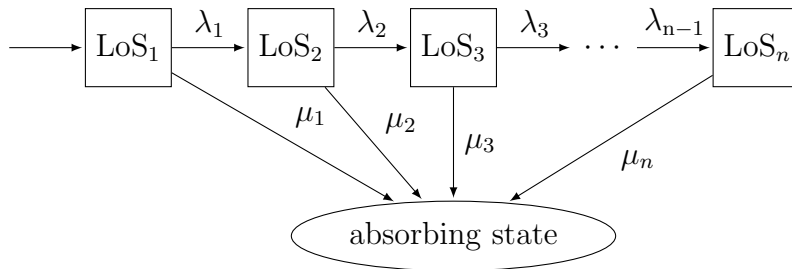 LoS₁ λ₁ LoS₂ λ₂ LoS₃ λ₃ ⋯ λₙ₋₁ LoSₙ
μ₁ μ₂ μ₃ μₙ
absorbing state